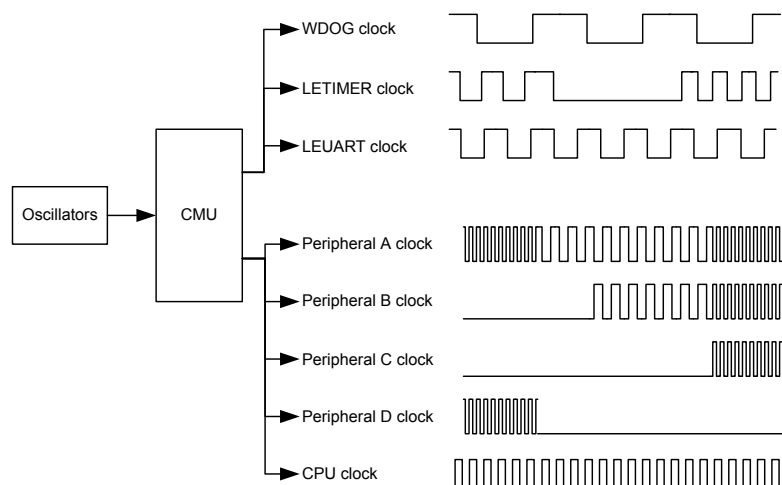 WDOG clock
LETIMER clock
LEUART clock
Oscillators
CMU
Peripheral A clock
Peripheral B clock
Peripheral C clock
Peripheral D clock
CPU clock